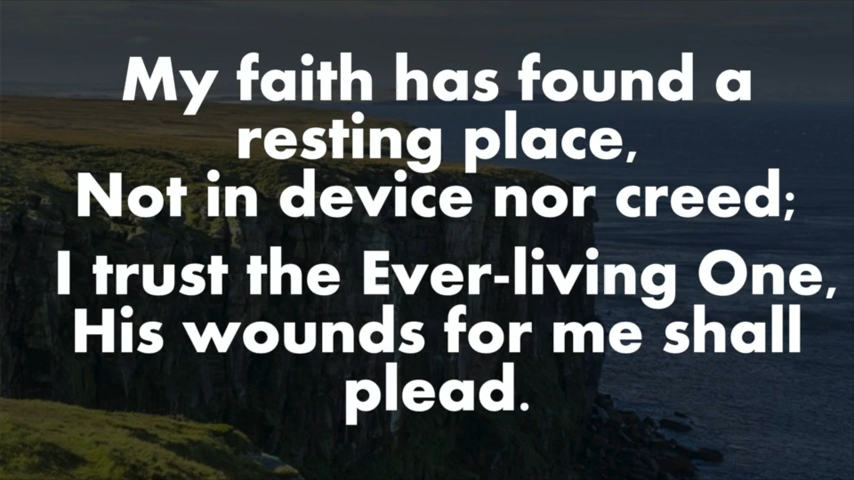 My faith has found a
resting place,
Not in device nor creed;
I trust the Ever-living One,
His wounds for me shall
plead.